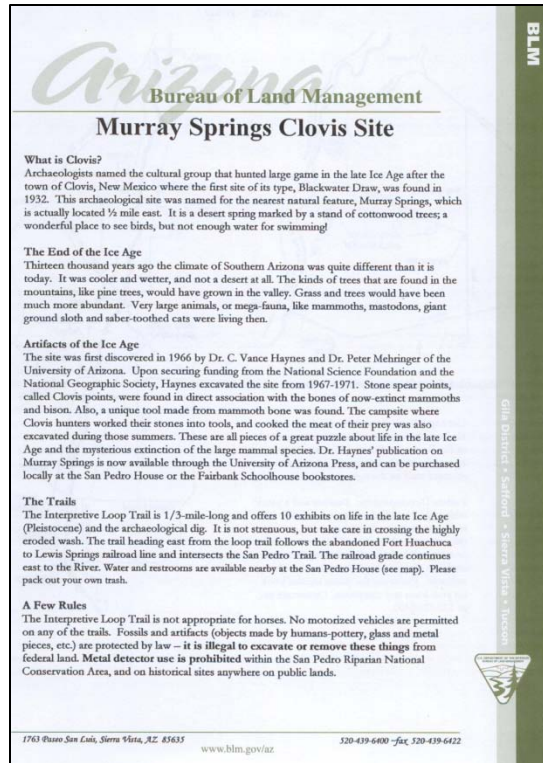 Arizona
Bureau of Land Management
Murray Springs Clovis Site
What is Clovis?
Archaeologists named the cultural group that hunted large game in the late Ice Age after the
town of Clovis, New Mexico where the first site of its type, Blackwater Draw, was found in
1932. This archaeological site was named for the nearest natural feature, Murray Springs, which
is actually located ½ mile east. It is a desert spring marked by a stand of cottonwood trees; a
wonderful place to see birds, but not enough water for swimming!
The End of the Ice Age
Thirteen thousand years ago the climate of Southern Arizona was quite different than it is
today. It was cooler and wetter, and not a desert at all. The kinds of trees that are found in the
mountains, like pine trees, would have grown in the valley. Grass and trees would have been
much more abundant. Very large animals, or mega-fauna, like mammoths, mastodons, giant
ground sloth and saber-toothed cats were living then.
Artifacts of the Ice Age
The site was first discovered in 1966 by Dr. C. Vance Haynes and Dr. Peter Mehringer of the
University of Arizona. Upon securing funding from the National Science Foundation and the
National Geographic Society, Haynes excavated the site from 1967-1971. Stone spear points,
called Clovis points, were found in direct association with the bones of now-extinct mammoths
and bison. Also, a unique tool made from mammoth bone was found. The campsite where
Clovis hunters worked their stones into tools, and cooked the meat of their prey was also
excavated during those summers. These are all pieces of a great puzzle about life in the late Ice
Age and the mysterious extinction of the large mammal species. Dr. Haynes' publication on
Murray Springs is now available through the University of Arizona Press, and can be purchased
locally at the San Pedro House or the Fairbank Schoolhouse bookstores.
The Trails
The Interpretive Loop Trail is 1/3-mile-long and offers 10 exhibits on life in the late Ice Age
(Pleistocene) and the archaeological dig. It is not strenuous, but take care in crossing the highly
eroded wash. The trail heading east from the loop trail follows the abandoned Fort Huachuca
to Lewis Springs railroad line and intersects the San Pedro Trail. The railroad grade continues
east to the River. Water and restrooms are available nearby at the San Pedro House (see map). Please
pack out your own trash.
A Few Rules
The Interpretive Loop Trail is not appropriate for horses. No motorized vehicles are permitted
on any of the trails. Fossils and artifacts (objects made by humans-pottery, glass and metal
pieces, etc.) are protected by law – it is illegal to excavate or remove these things from
federal land. Metal detector use is prohibited within the San Pedro Riparian National
Conservation Area, and on historical sites anywhere on public lands.
1763 Paseo San Luis, Sierra Vista, AZ 85635
www.blm.gov/az
520-439-6400 ~fax 520-439-6422
BLM
Gila District • Safford • Sierra Vista • Tucson